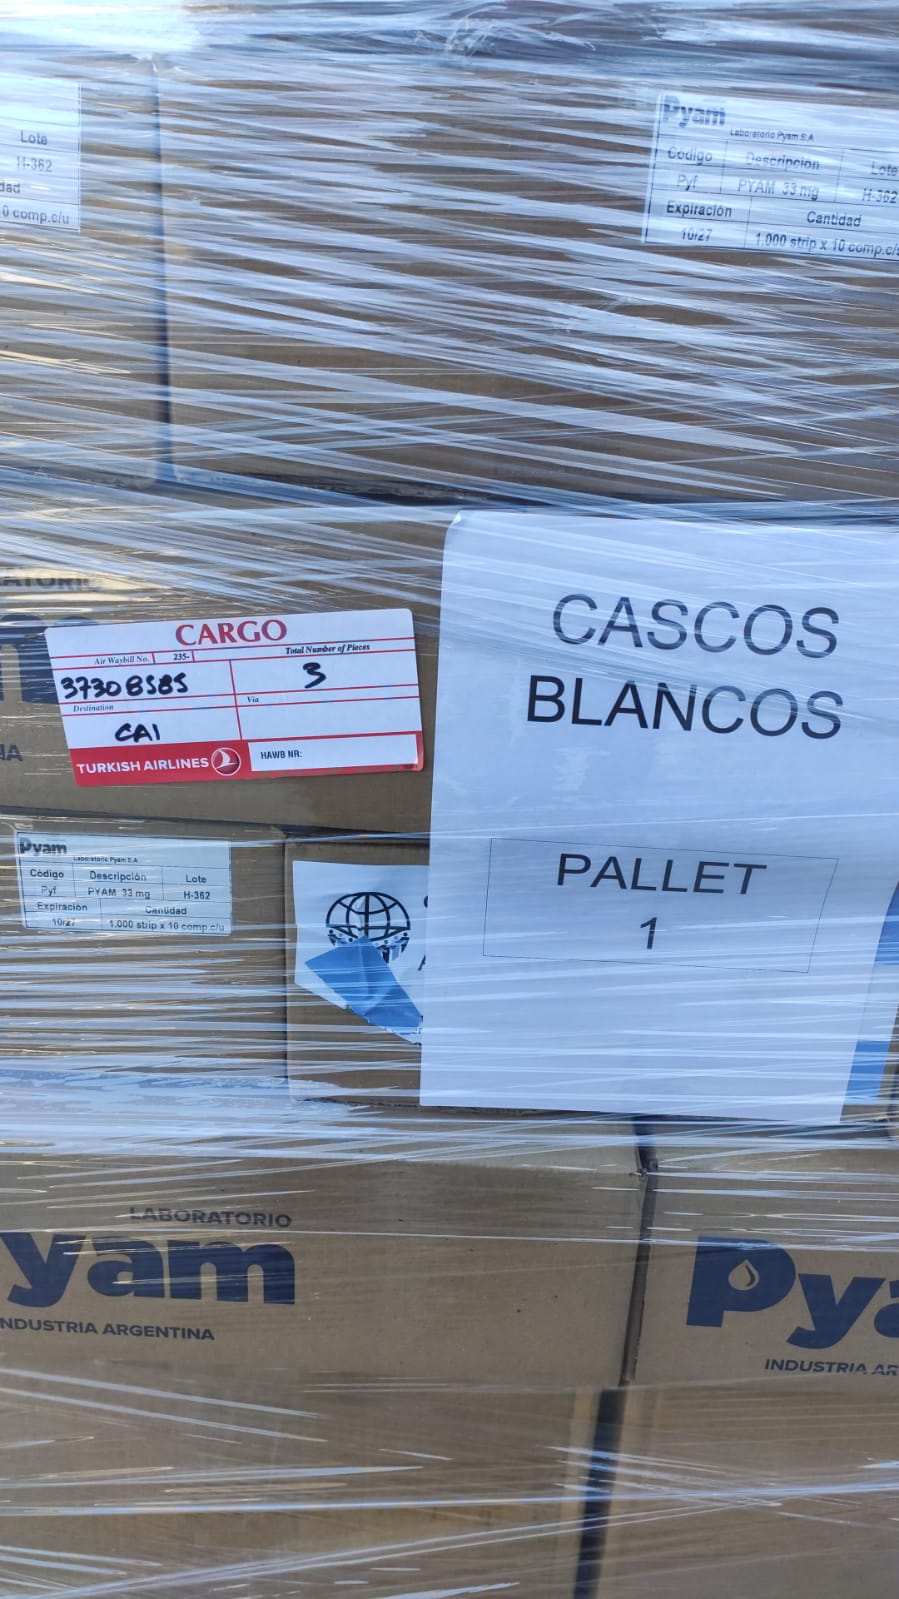 Lote
H-362
dad
0 comp.c/u
Pyam
Laboratorio Pyam S.A
Código Descripcion Lote
Pyf PYAM 33 mg H-362
Expiración Cantidad
10/27 1.000 strip x 10 comp.c/u
CASCOS
BLANCOS
CARGO
Air Waybill No. 235- Total Number of Pieces
37308585 3
Destination Via
CAI
TURKISH AIRLINES HAWB NR:
Pyam
Laboratorio Pyam S.A
Código Descripción Lote
Pyf PYAM 33 mg H-362
Expiración Cantidad
10/27 1.000 strip x 10 comp.c/u
PALLET
1
LABORATORIO
yam
INDUSTRIA ARGENTINA
Pya
INDUSTRIA AR